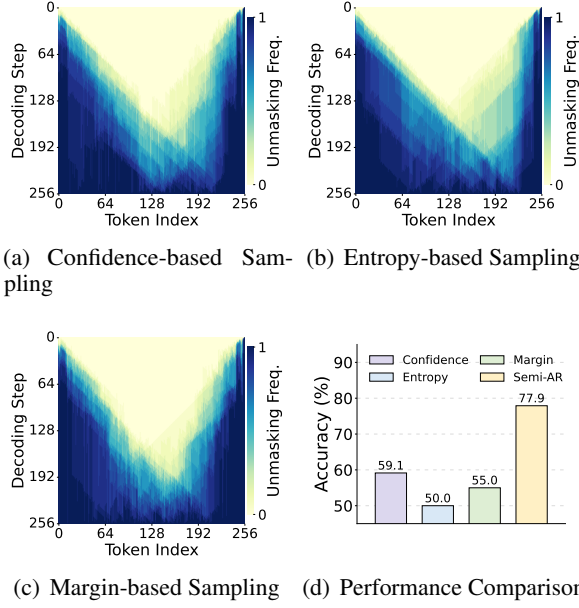 0
64
128
192
256
Decoding Step
0 64 128 192 256
Token Index
1
0
Unmasking Freq.
0
64
128
192
256
Decoding Step
0 64 128 192 256
Token Index
1
0
Unmasking Freq.
(a) Confidence-based Sam-
pling
(b) Entropy-based Sampling
0
64
128
192
256
Decoding Step
0 64 128 192 256
Token Index
1
0
Unmasking Freq.
90
80
70
60
50
Accuracy (%)
Confidence Margin
Entropy Semi-AR
59.1
50.0
55.0
77.9
(c) Margin-based Sampling
(d) Performance Comparison